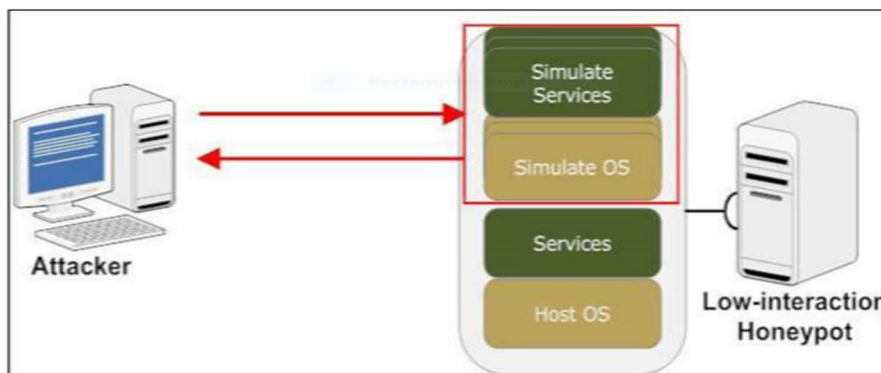 Simulate
Services
Simulate OS
Services
Host OS
Attacker
Low-interaction
Honeypot